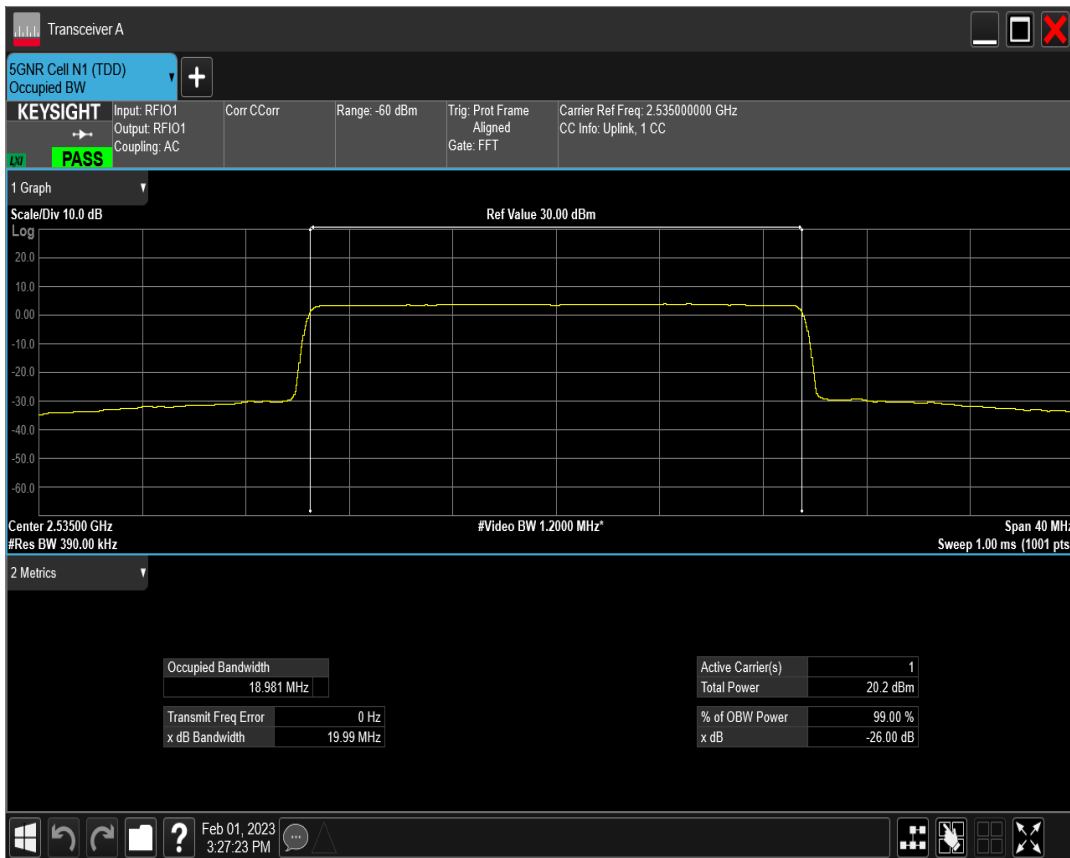 Transceiver A
5GNR Cell N1 (TDD)
Occupied BW
KEYSIGHT
LXI
PASS
Input: RFIO1
Output: RFIO1
Coupling: AC
Corr CCorr
Range: -60 dBm
Trig: Prot Frame
Aligned
Gate: FFT
Carrier Ref Freq: 2.535000000 GHz
CC Info: Uplink, 1 CC
1 Graph
Scale/Div 10.0 dB
Ref Value 30.00 dBm
Log
20.0
10.0
0.00
-10.0
-20.0
-30.0
-40.0
-50.0
-60.0
Center 2.53500 GHz
#Video BW 1.2000 MHz*
Span 40 MHz
#Res BW 390.00 kHz
Sweep 1.00 ms (1001 pts
2 Metrics
Occupied Bandwidth
18.981 MHz
Transmit Freq Error 0 Hz
x dB Bandwidth 19.99 MHz
Active Carrier(s) 1
Total Power 20.2 dBm
% of OBW Power 99.00 %
x dB -26.00 dB
?
Feb 01, 2023
3:27:23 PM